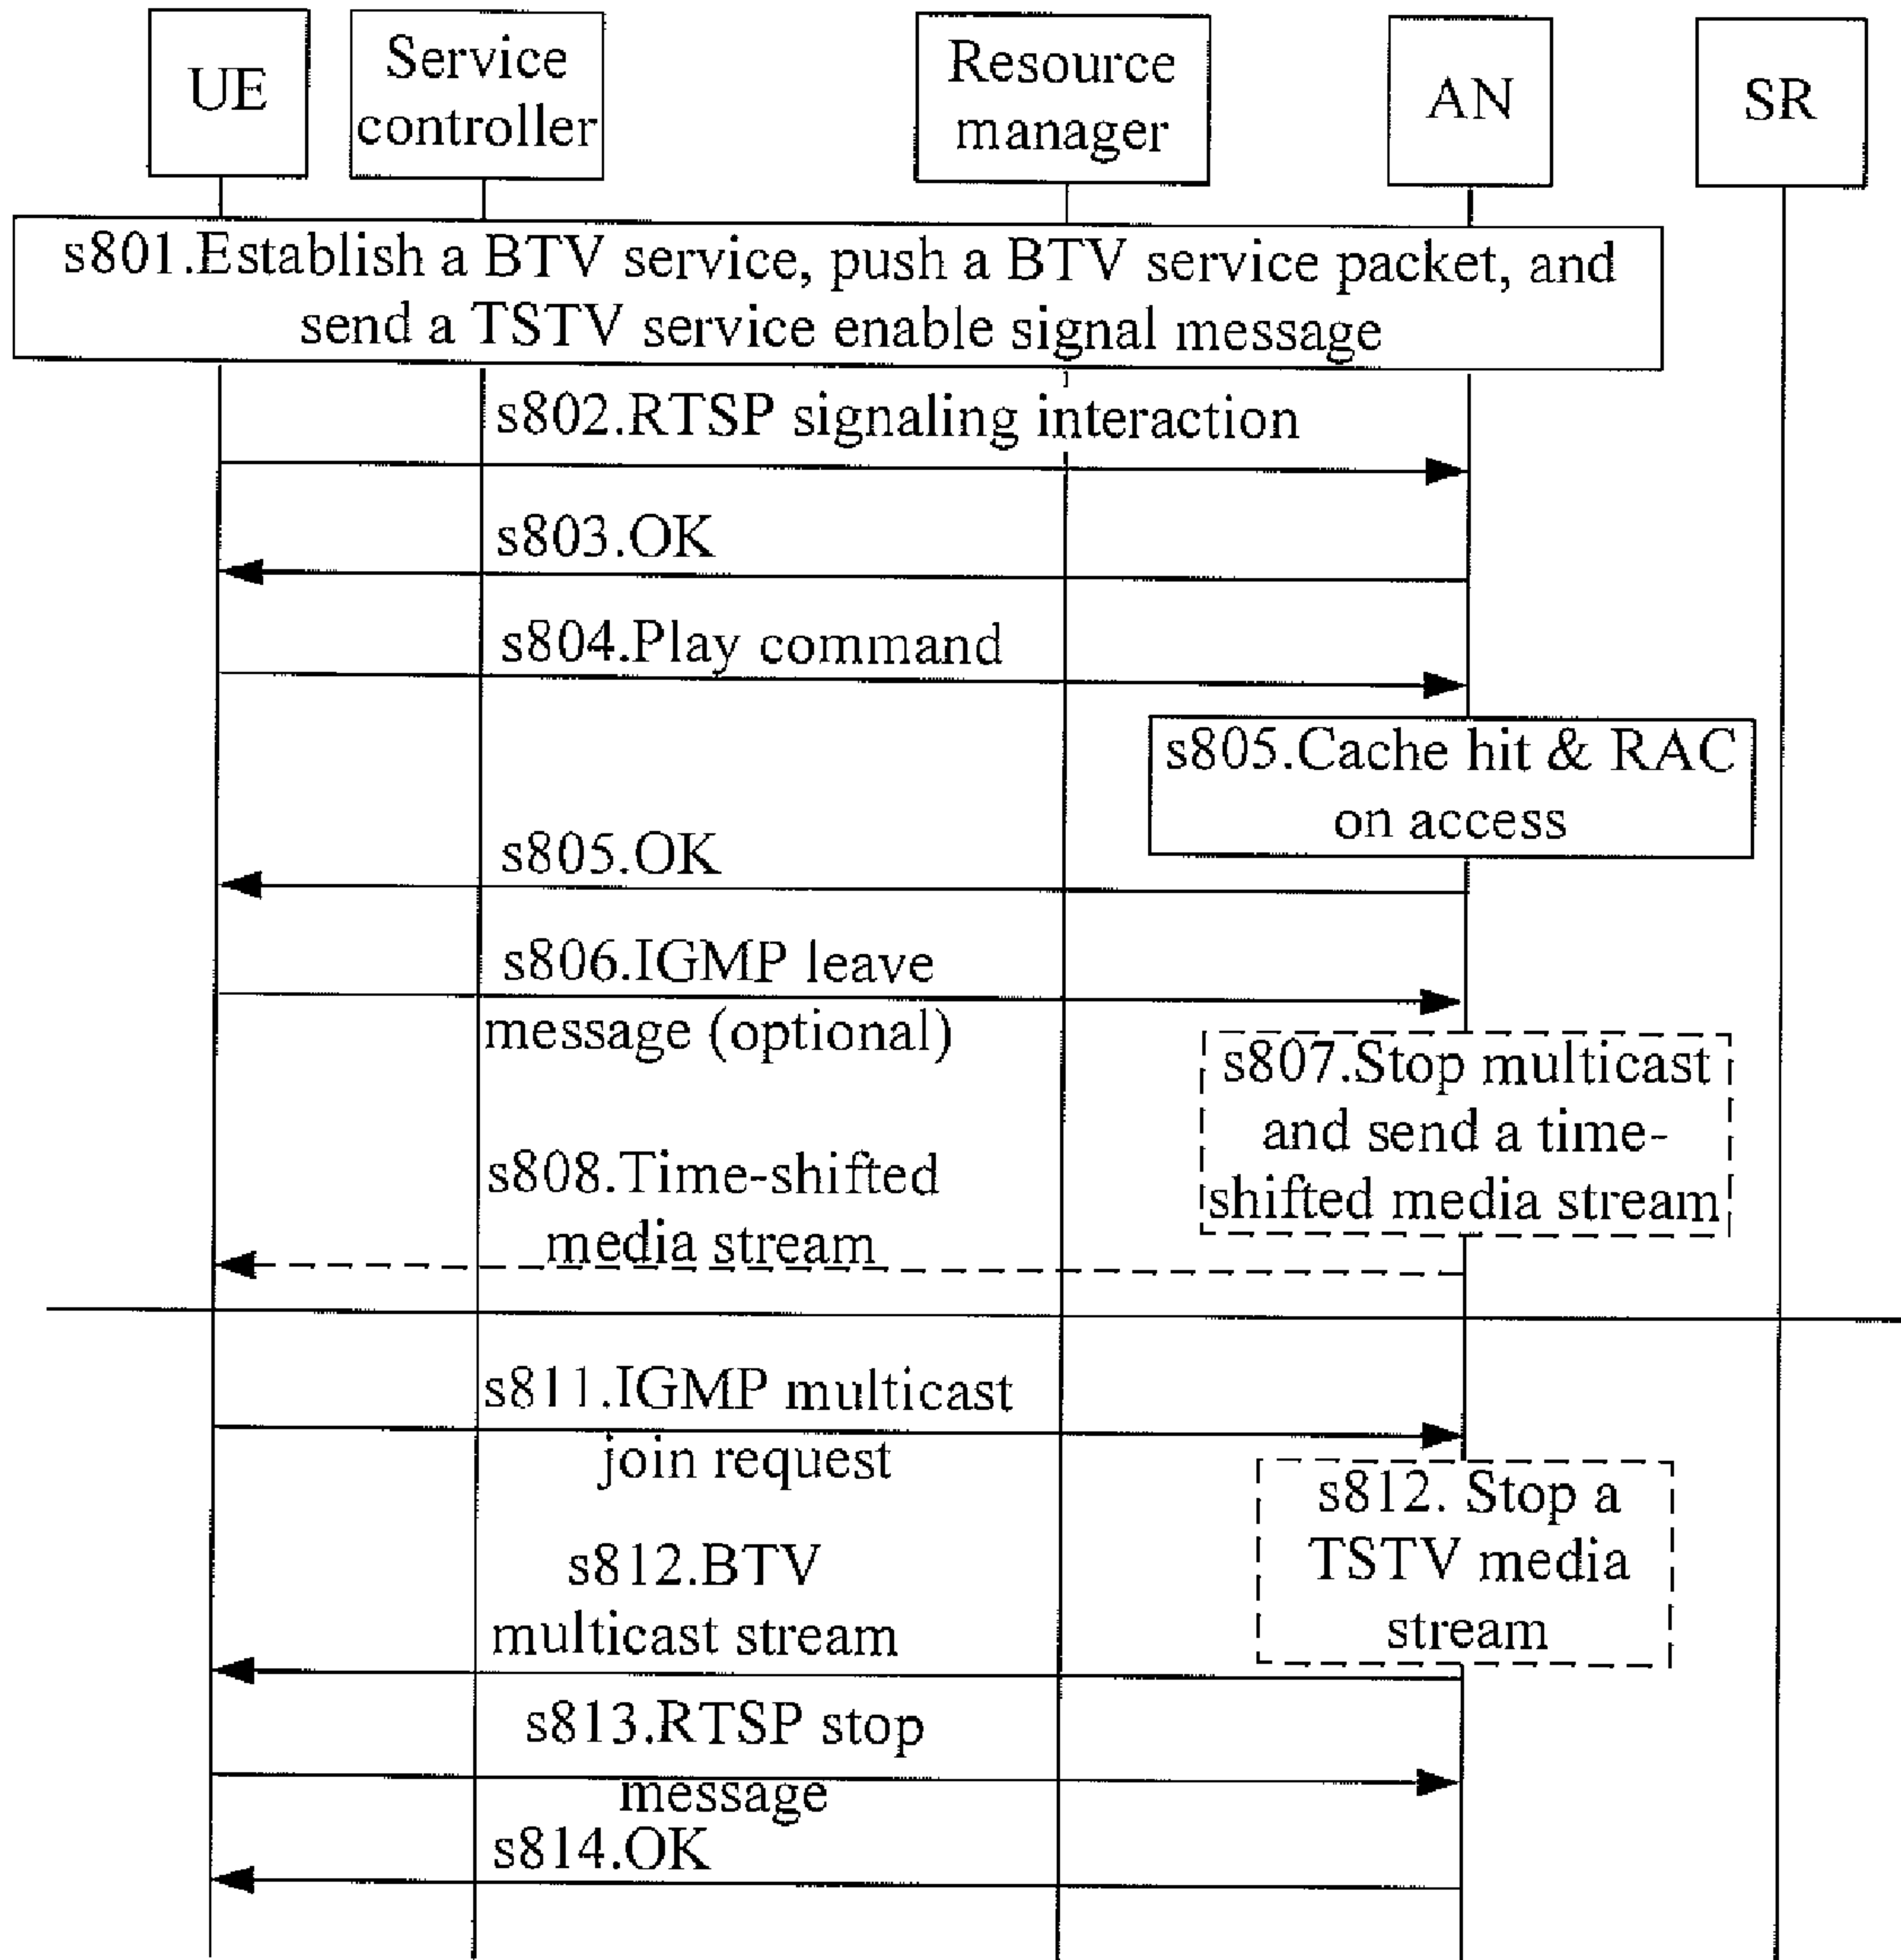 UE
Service
controller
Resource
manager
AN
SR
s801.Establish a BTV service, push a BTV service packet, and
send a TSTV service enable signal message
s802.RTSP signaling interaction
s803.OK
s804.Play command
s805.Cache hit & RAC
on access
s805.OK
s806.IGMP leave
message (optional)
s807.Stop multicast
and send a time-
shifted media stream
s808.Time-shifted
media stream
s811.IGMP multicast
join request
s812. Stop a
TSTV media
stream
s812.BTV
multicast stream
s813.RTSP stop
message
s814.OK